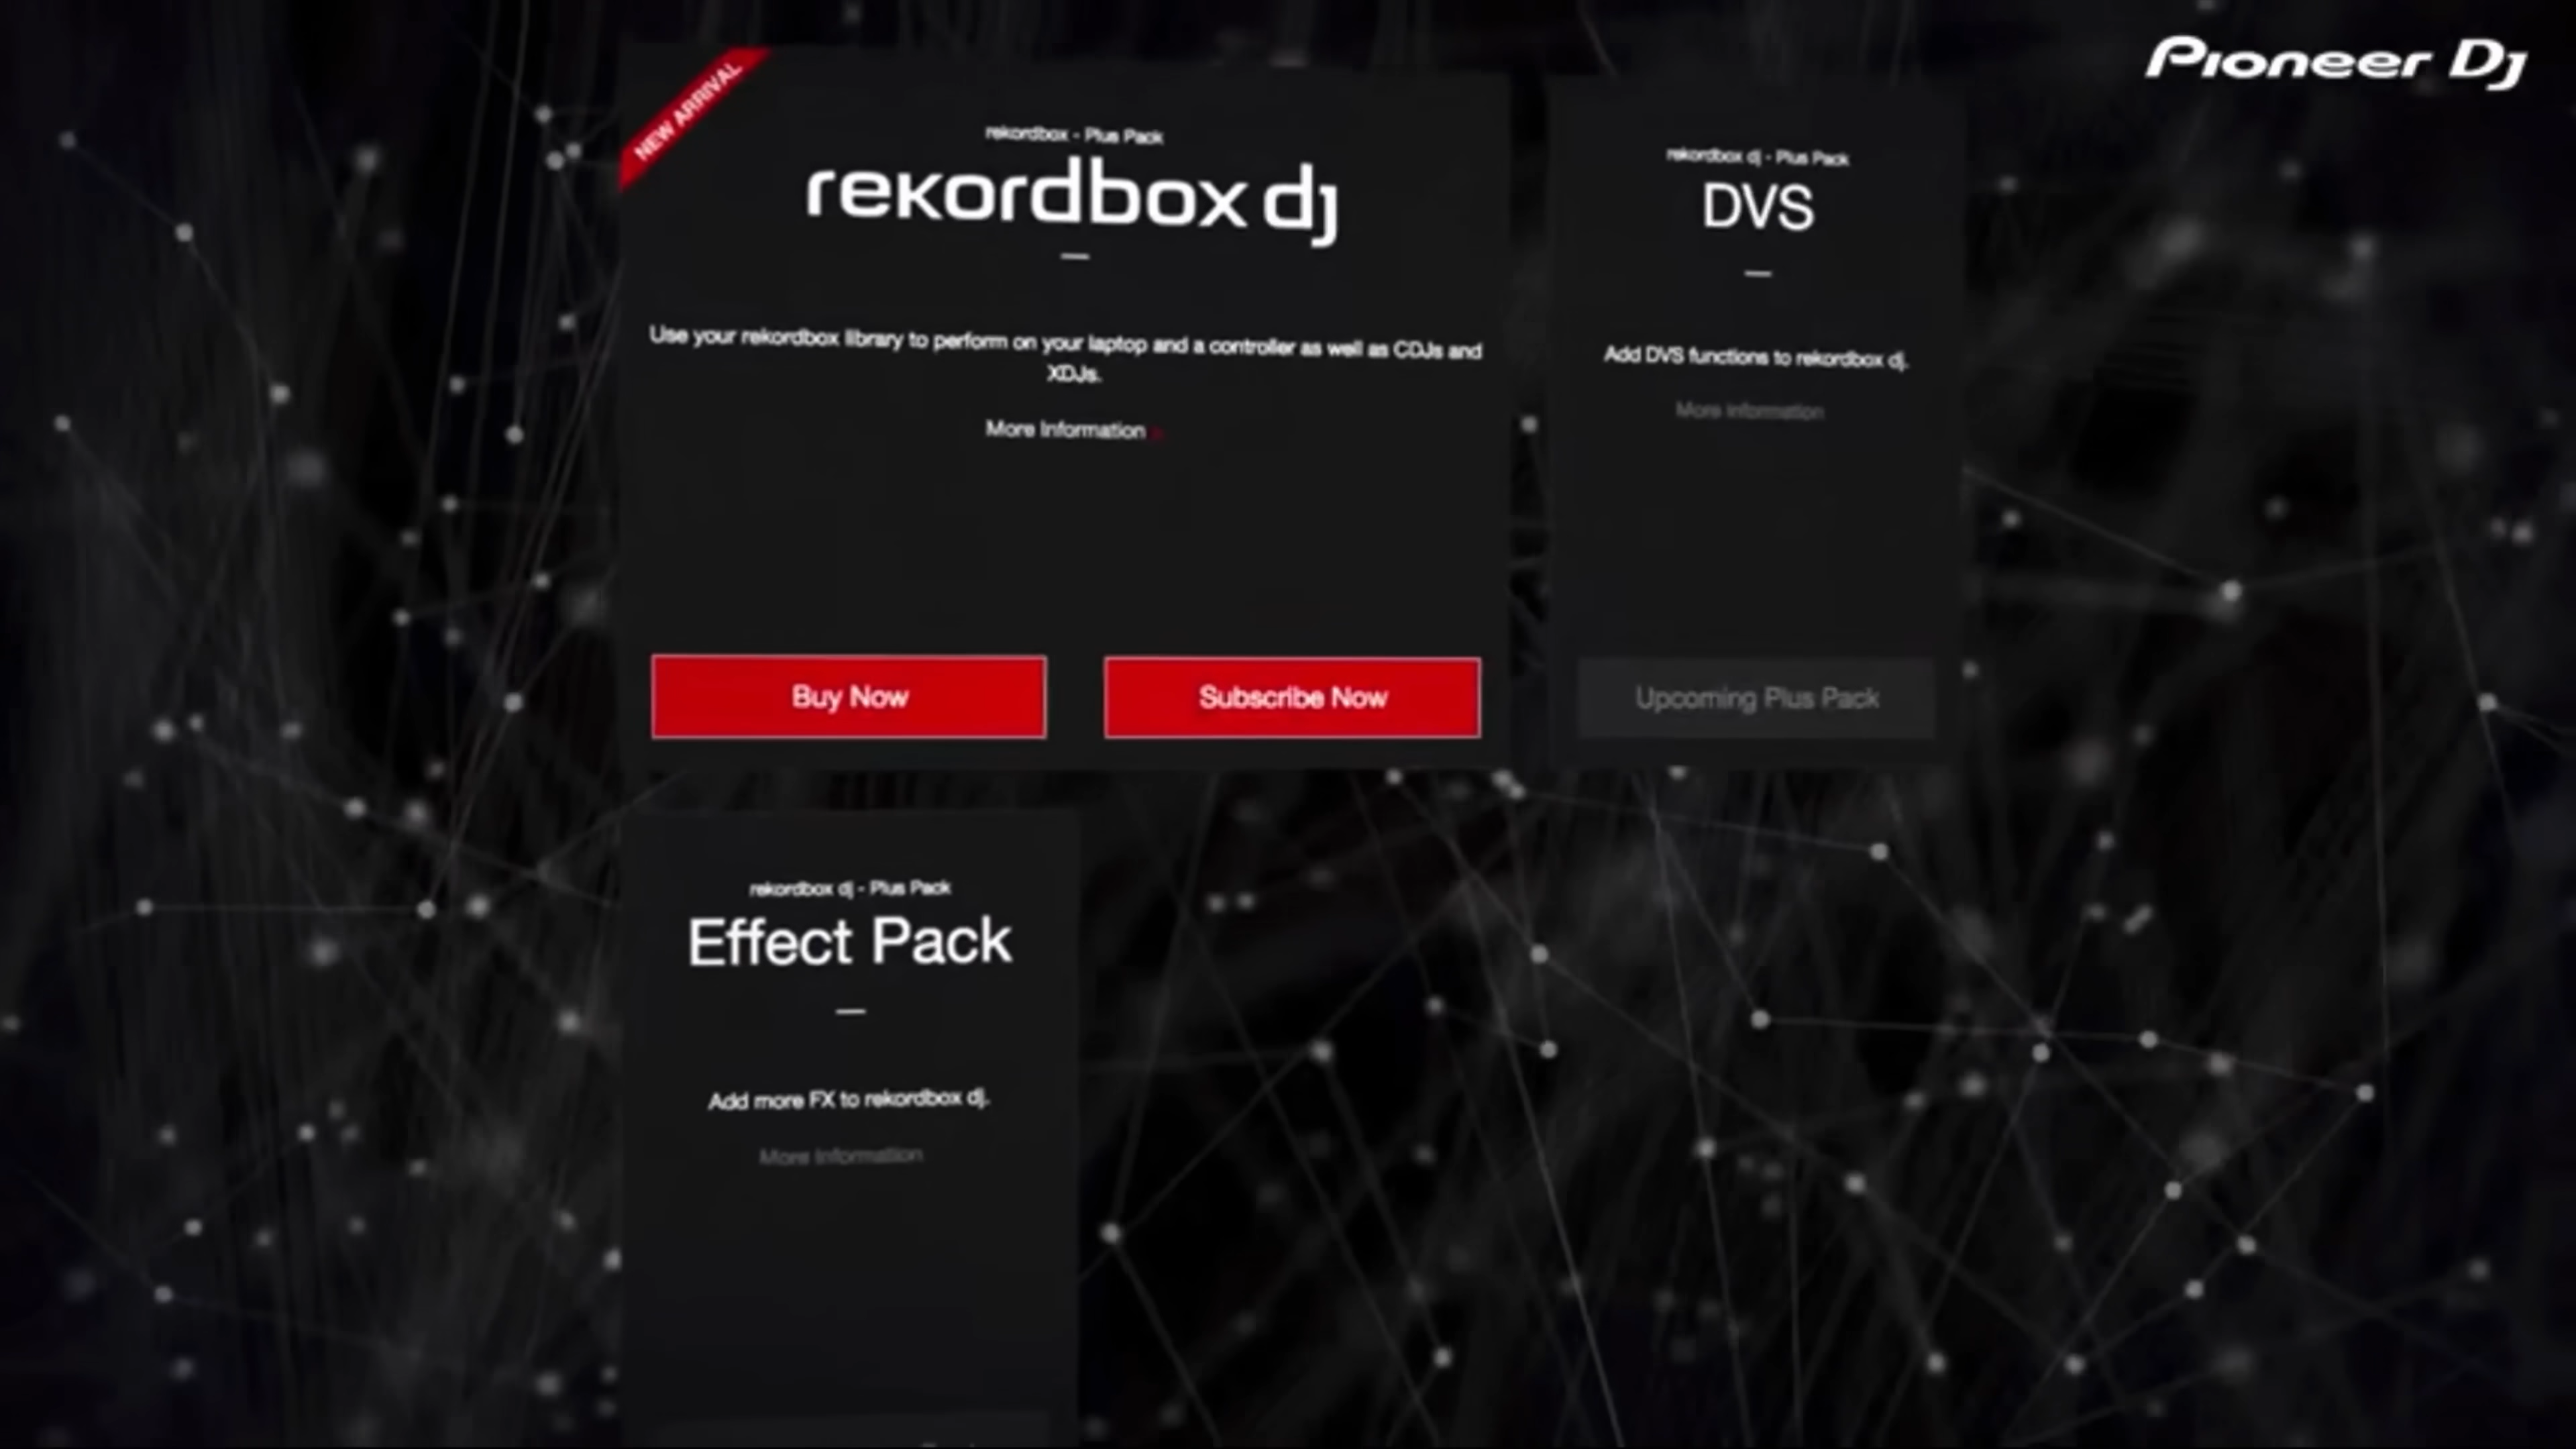 Pioneer Dj
NEW ARRIVAL
rekordbox - Plus Pack
rekordbox dj
Use your rekordbox library to perform on your laptop and a controller as well as CDJs and
XDJs.
More Information >
Buy Now
Subscribe Now
rekordbox dj - Plus Pack
DVS
Add DVS functions to rekordbox dj.
More Information
Upcoming Plus Pack
rekordbox dj - Plus Pack
Effect Pack
Add more FX to rekordbox dj.
More Information